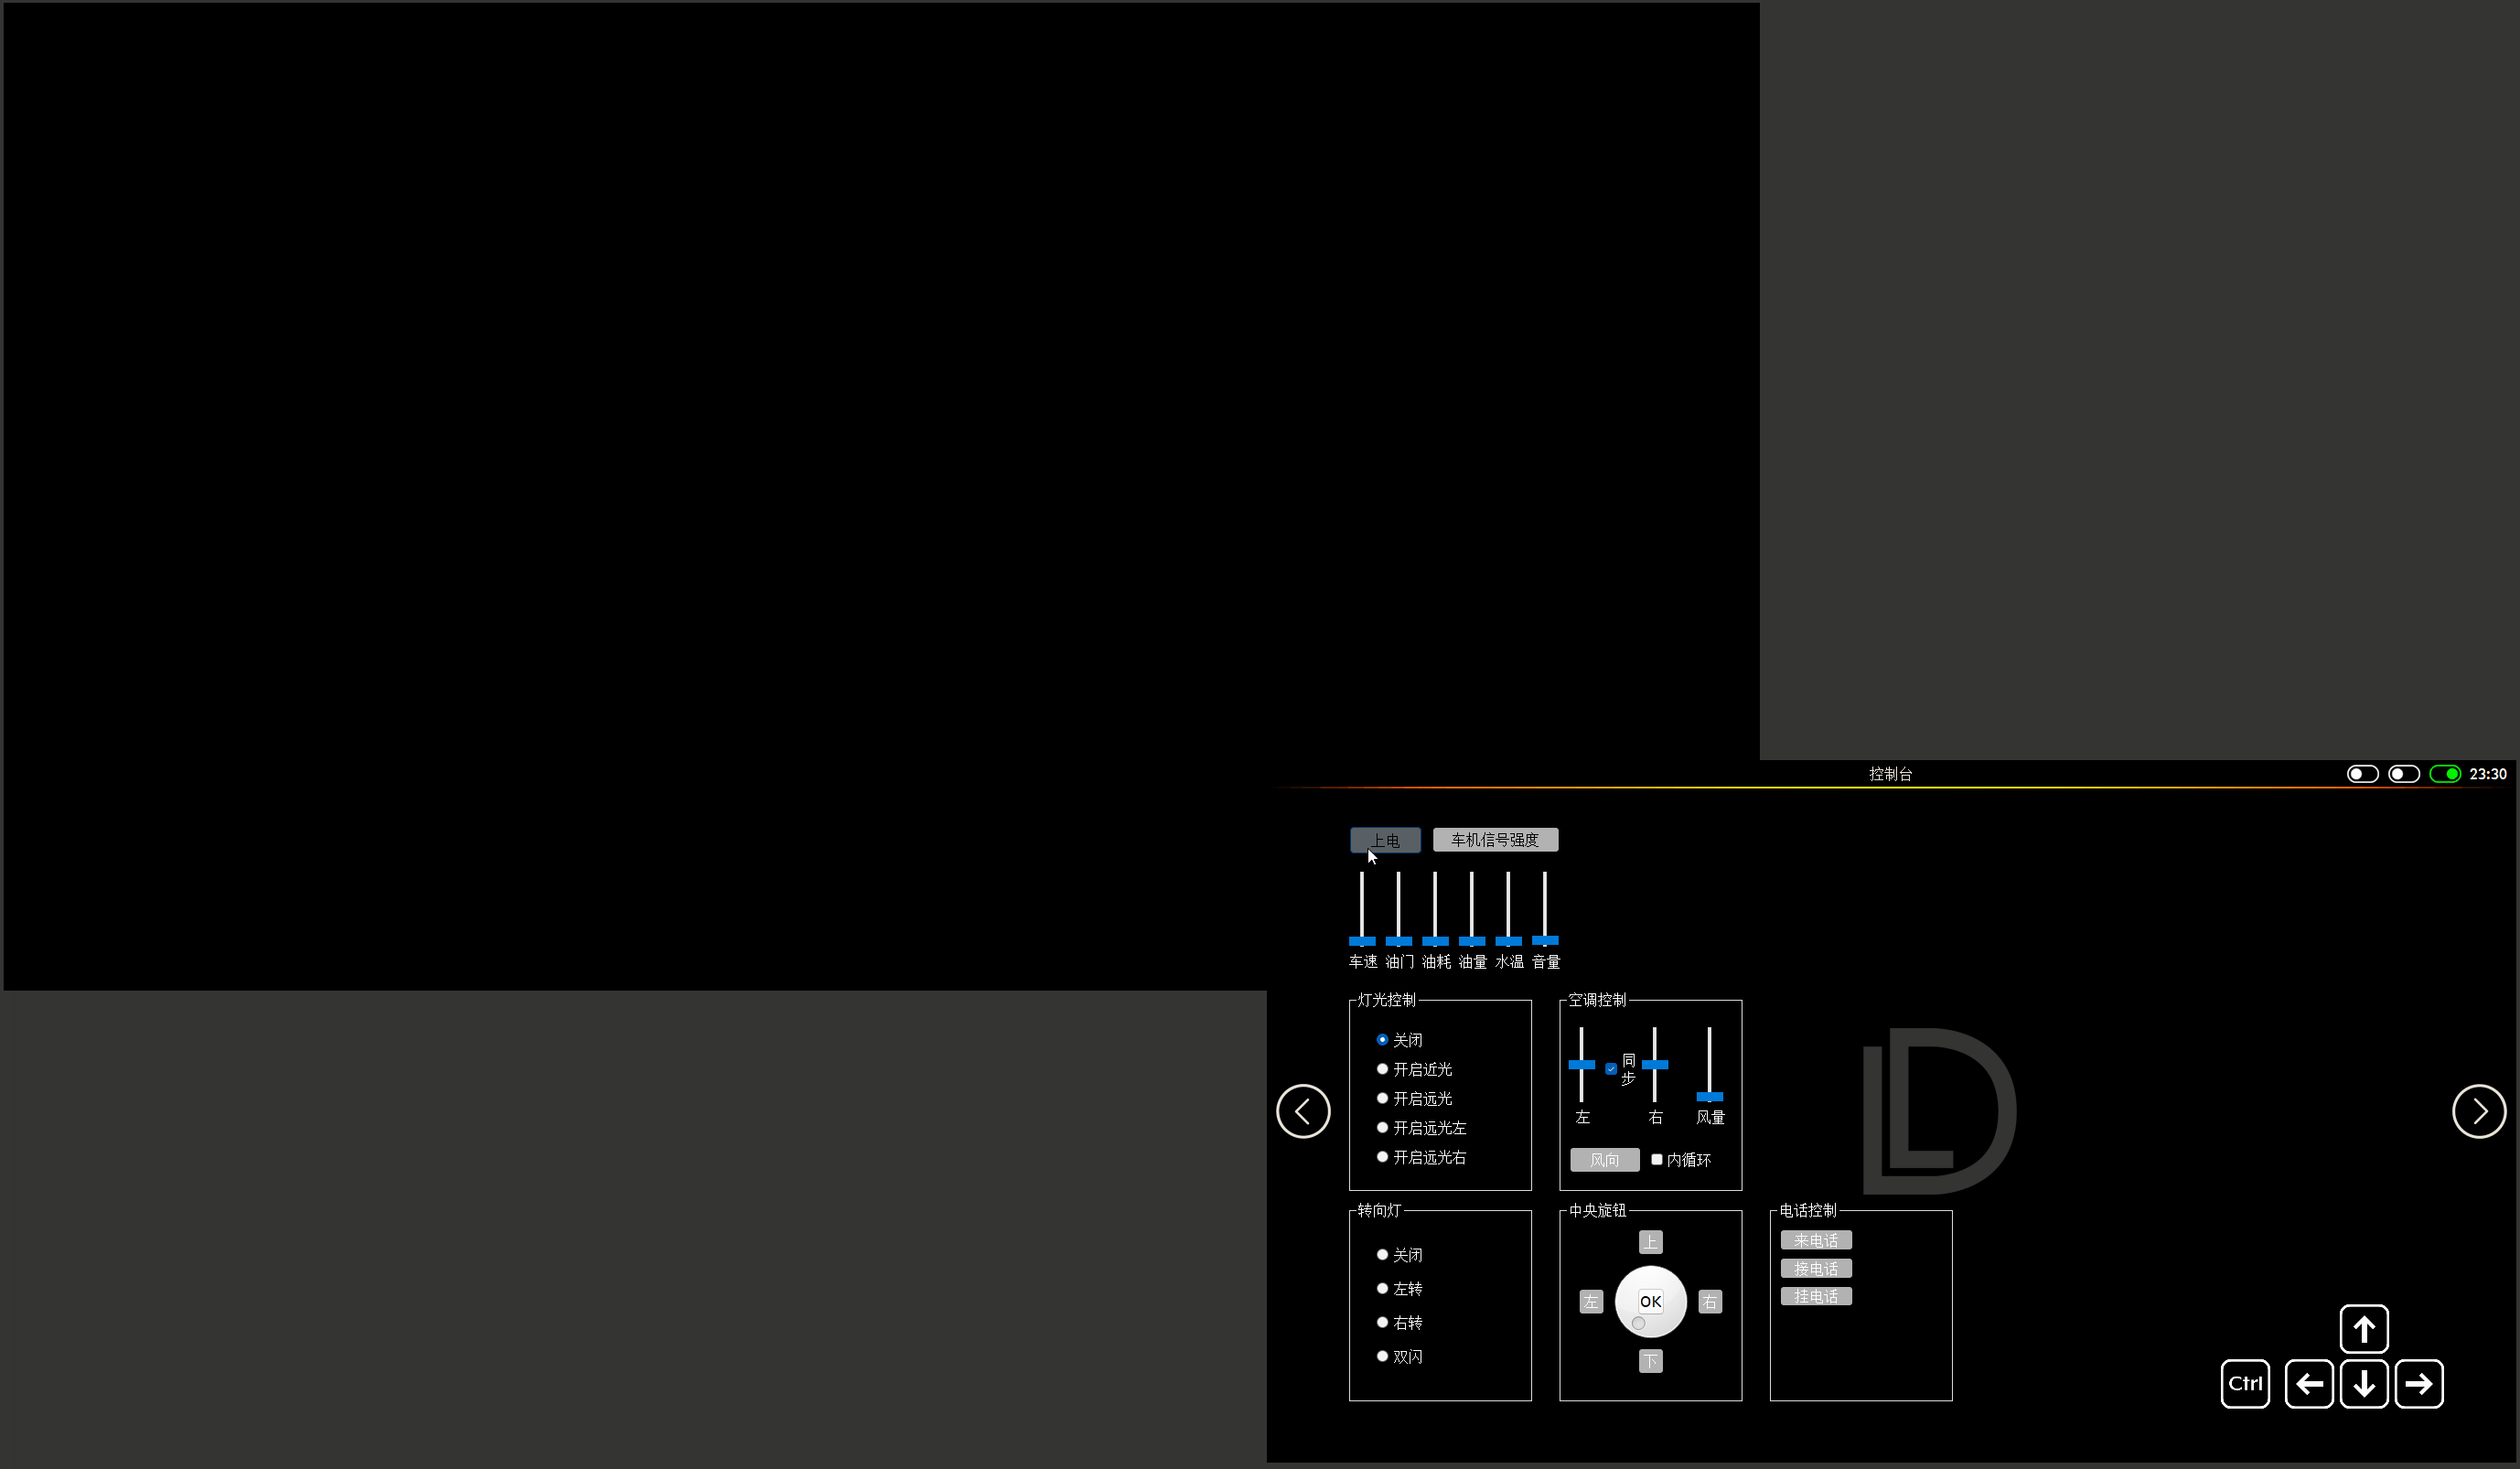 控制台
23:30
上电 车机信号强度
车速 油门 油耗 油量 水温 音量
灯光控制
关闭
开启近光
开启远光
开启远光左
开启远光右
空调控制
同
步
左 右 风量
风向 内循环
转向灯
关闭
左转
右转
双闪
中央旋钮
上
左 OK 右
下
电话控制
来电话
接电话
挂电话
Ctrl